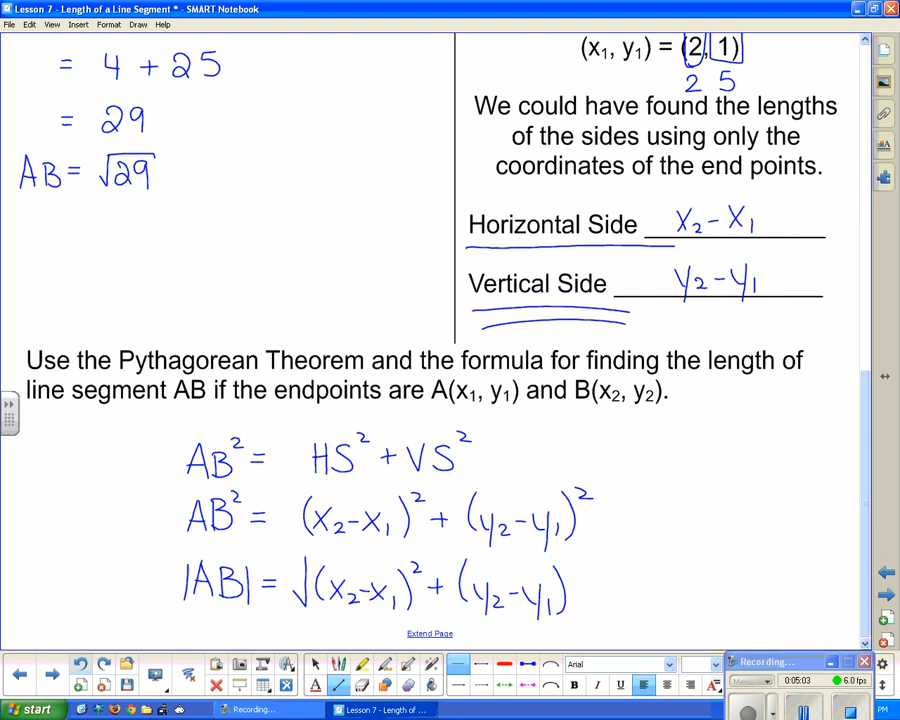 Lesson 7 - Length of a Line Segment * - SMART Notebook
File Edit View Insert Format Draw Help
= 4 + 25
= 29
AB = √29
(x₁, y₁) = (2, 1)
2 5
We could have found the lengths
of the sides using only the
coordinates of the end points.
Horizontal Side x₂ - x₁
Vertical Side y₂ - y₁
Use the Pythagorean Theorem and the formula for finding the length of
line segment AB if the endpoints are A(x₁, y₁) and B(x₂, y₂).
AB² = HS² + VS²
AB² = (x₂-x₁)² + (y₂-y₁)²
|AB| = √(x₂-x₁)² + (y₂-y₁)
Extend Page
Arial
B I U
Recording...
Menu
0:05:03 6.0 fps
start
Recording...
Lesson 7 - Length of ...
PM